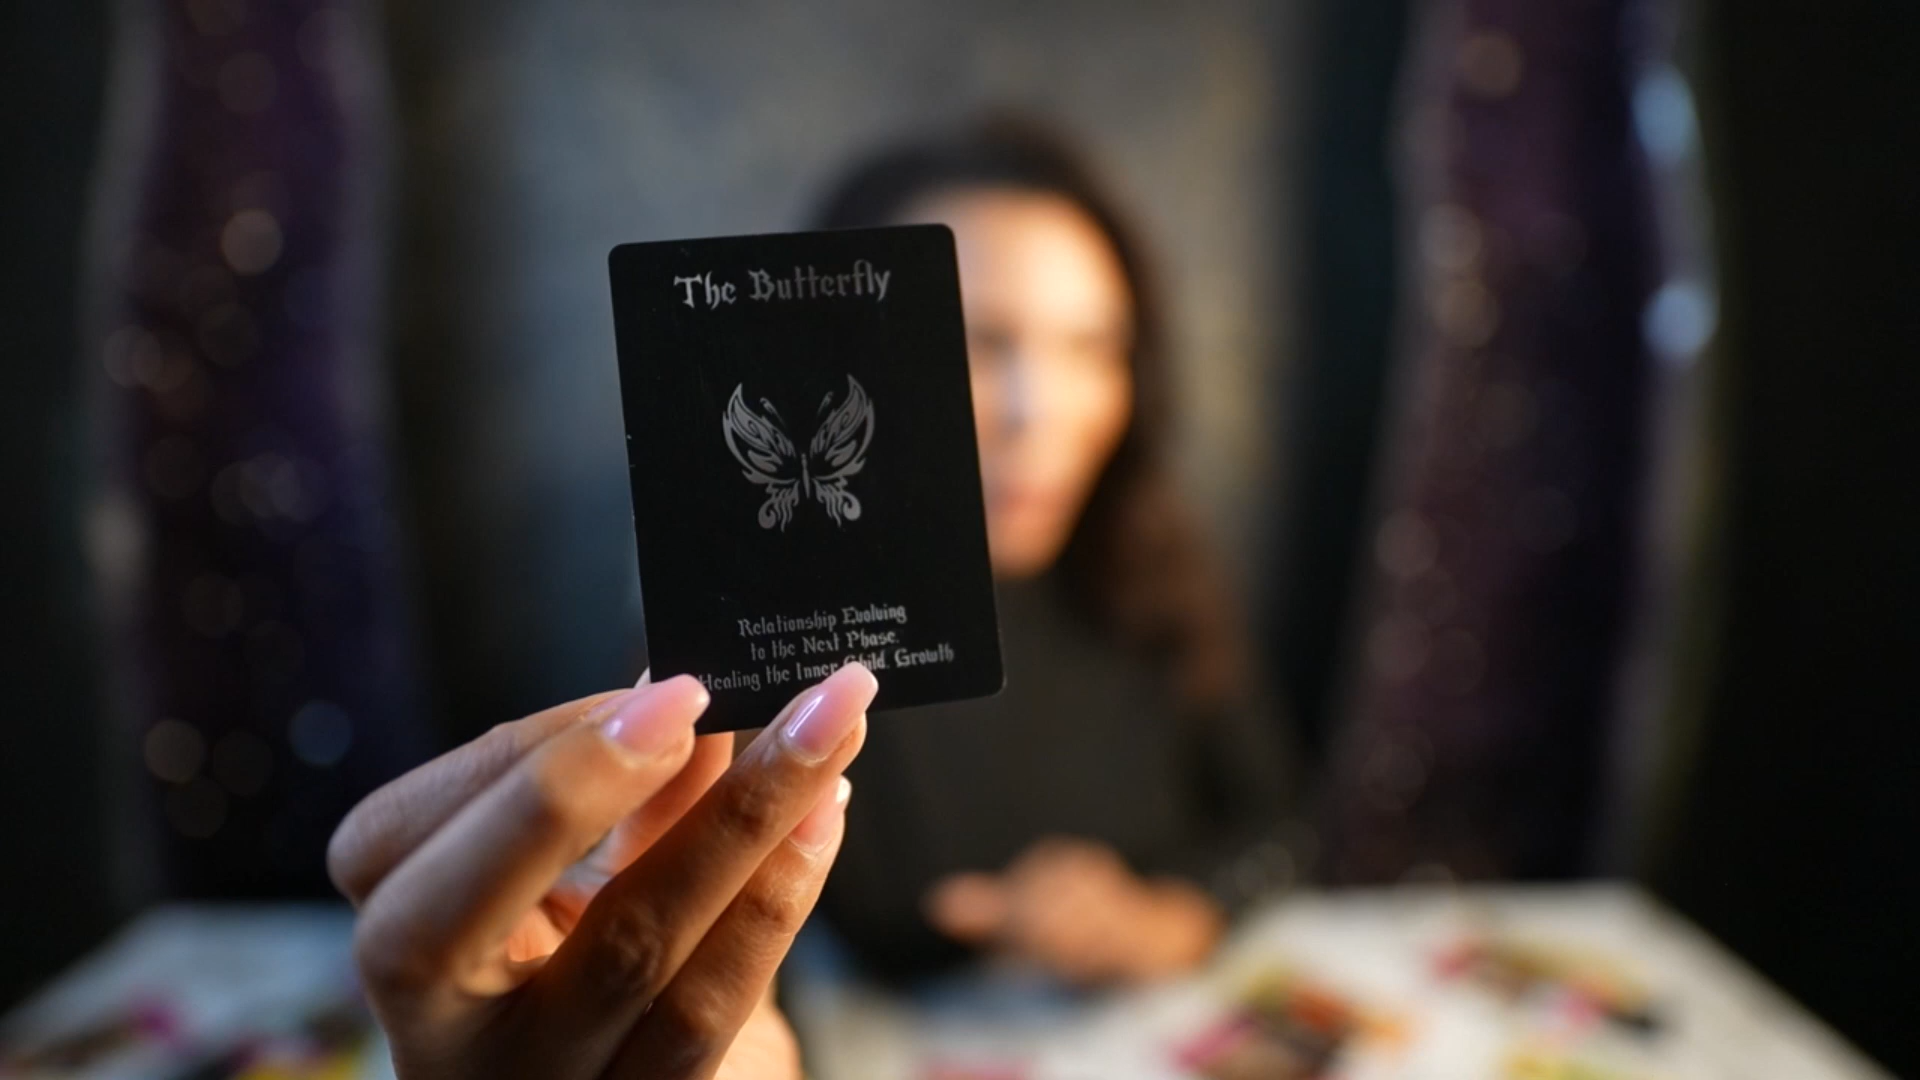 The Butterfly
Relationship Evolving
to the Next Phase.
Healing the Inner Child. Growth